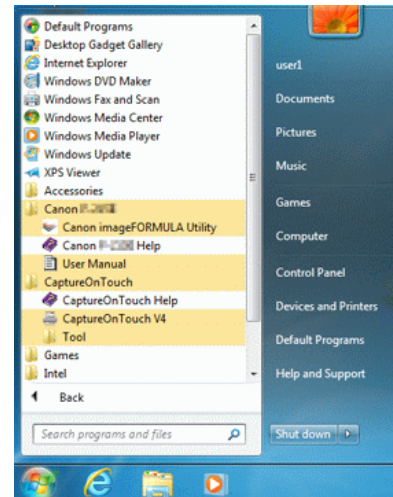 Default Programs
Desktop Gadget Gallery
Internet Explorer
Windows DVD Maker
Windows Fax and Scan
Windows Media Center
Windows Media Player
Windows Update
XPS Viewer
Accessories
Canon
Canon imageFORMULA Utility
Canon Help
User Manual
CaptureOnTouch
CaptureOnTouch Help
CaptureOnTouch V4
Tool
Games
Intel
Back
Search programs and files
user1
Documents
Pictures
Music
Games
Computer
Control Panel
Devices and Printers
Default Programs
Help and Support
Shut down